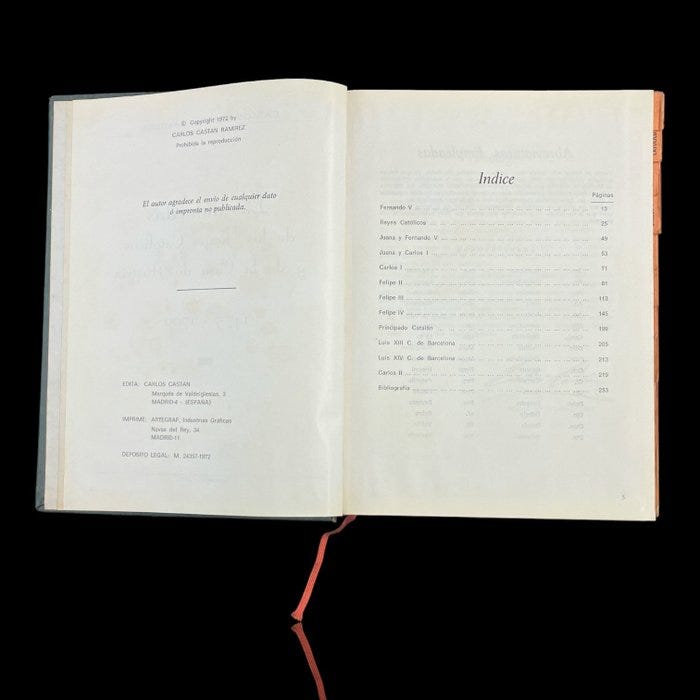 © Copyright 1972 by
CARLOS CASTAN RAMIREZ
Prohibida la reproducción
El autor agradece el envío de cualquier dato
ó impronta no publicada.
EDITA: CARLOS CASTAN
Marqués de Valdeiglesias, 3
MADRID-4 - (ESPAÑA)
IMPRIME: ARTEGRAF, Industrias Gráficas
Navas del Rey, 34
MADRID-11
DEPOSITO LEGAL: M. 24357-1972
Indice
Páginas
Fernando V 13
Reyes Católicos 25
Juana y Fernando V 49
Juana y Carlos I 53
Carlos I 71
Felipe II 81
Felipe III 113
Felipe IV 145
Principado Catalán 199
Luis XIII C. de Barcelona 205
Luis XIV C. de Barcelona 213
Carlos II 215
Bibliografía 253
5